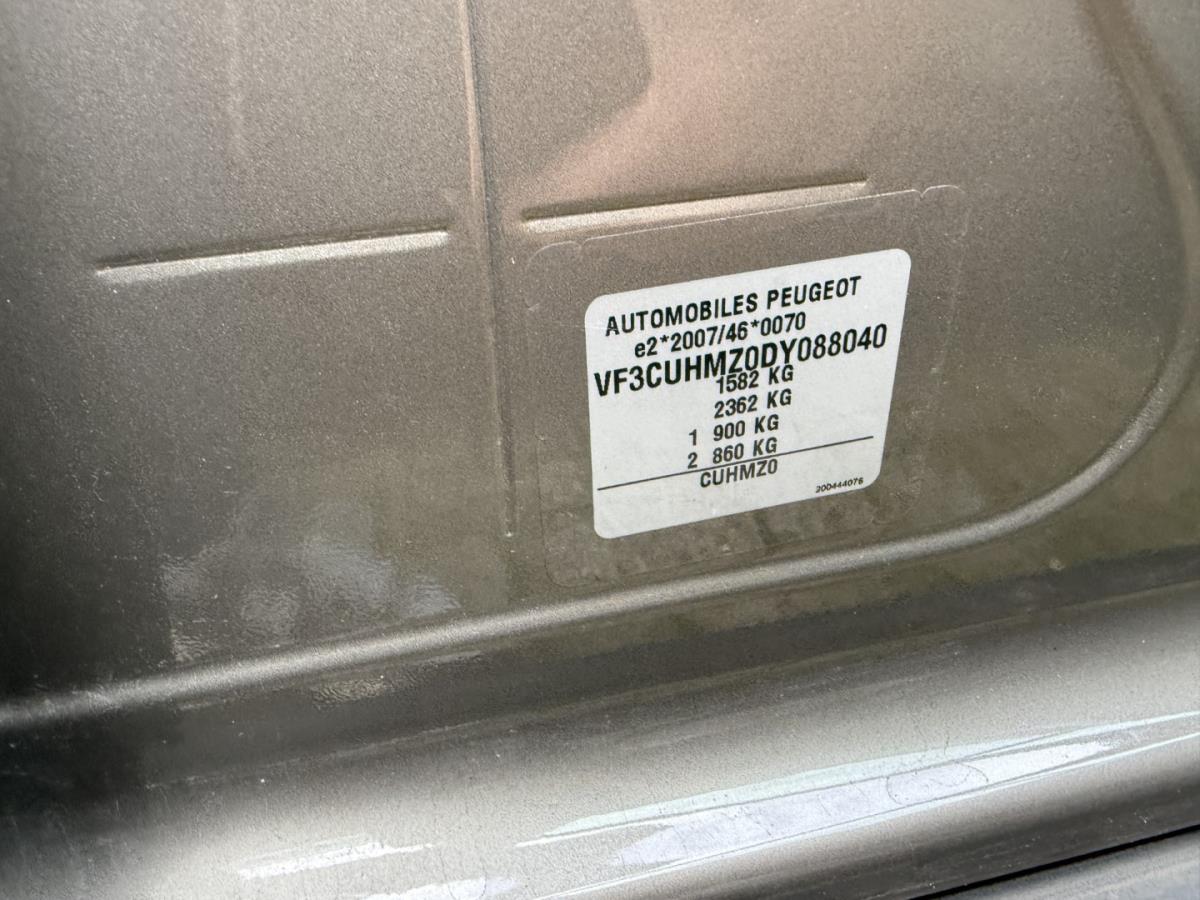 AUTOMOBILES PEUGEOT
e2*2007/46*0070
VF3CUHMZ0DY088040
1582 KG
2362 KG
1 900 KG
2 860 KG
CUHMZ0
200444076